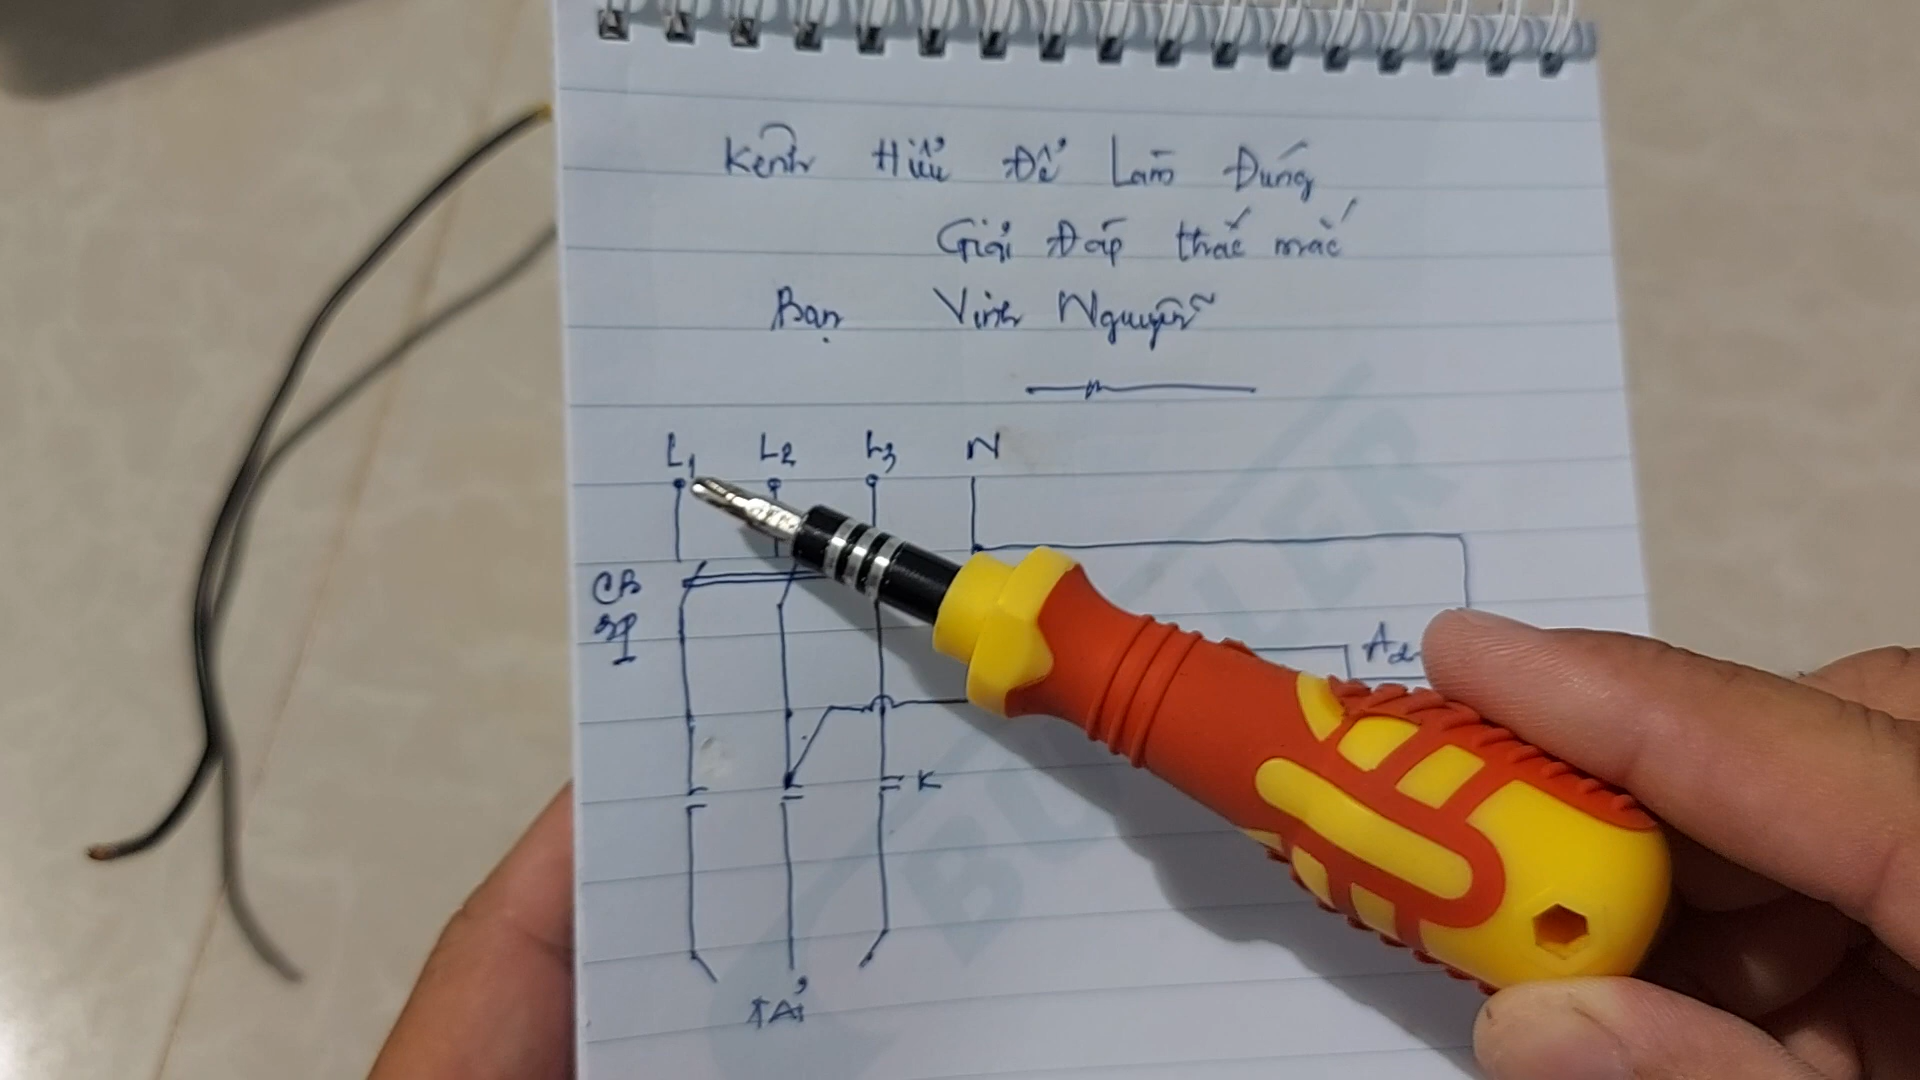 Kênh Hiểu Để Làm Đúng
Giải Đáp thắc mắc
Bạn Vinh Nguyễn
L1 L2 L3 N
CB
3P
K
TẢI